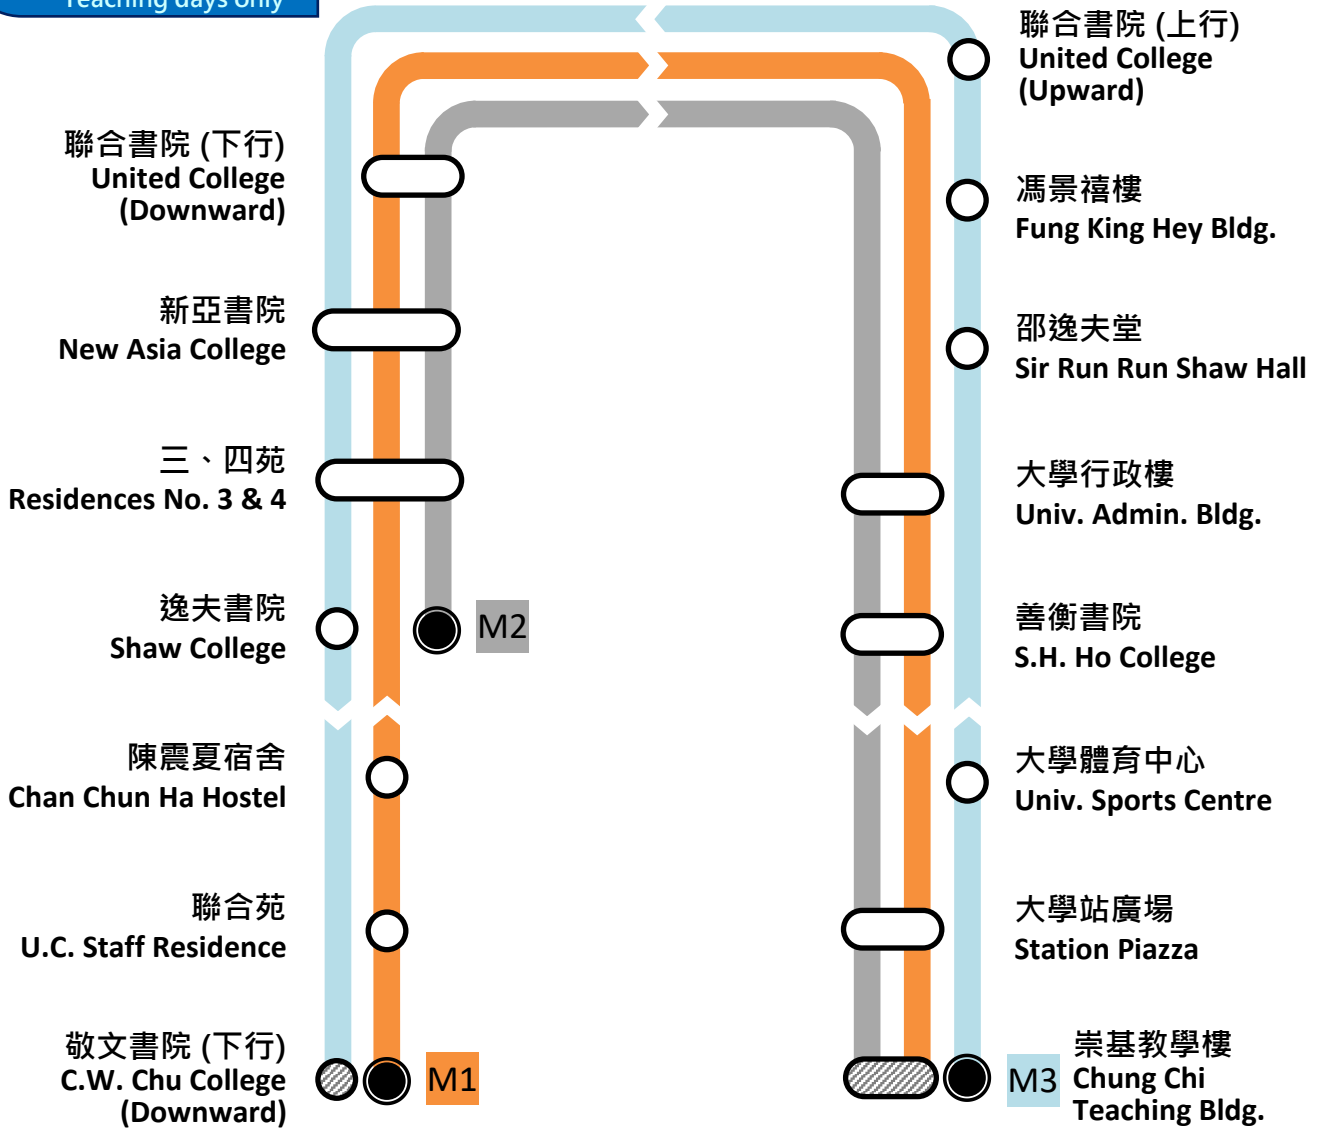 Teaching days only
聯合書院 (下行)
United College
(Downward)
新亞書院
New Asia College
三、四苑
Residences No. 3 & 4
逸夫書院
Shaw College
M2
陳震夏宿舍
Chan Chun Ha Hostel
聯合苑
U.C. Staff Residence
敬文書院 (下行)
C.W. Chu College
(Downward)
M1
聯合書院 (上行)
United College
(Upward)
馮景禧樓
Fung King Hey Bldg.
邵逸夫堂
Sir Run Run Shaw Hall
大學行政樓
Univ. Admin. Bldg.
善衡書院
S.H. Ho College
大學體育中心
Univ. Sports Centre
大學站廣場
Station Piazza
M3
崇基教學樓
Chung Chi
Teaching Bldg.